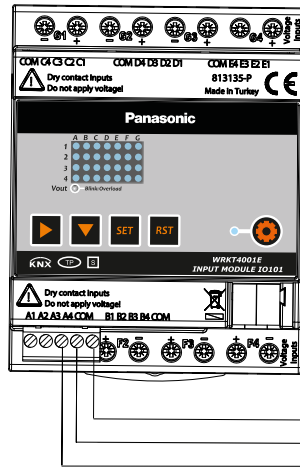 − G1 + − G2 + − G3 + − G4 + Voltage Inputs
COM C4 C3 C2 C1 COM D4 D3 D2 D1 COM E4 E3 E2 E1
Dry contact Inputs
Do not apply voltage!
813135-P
Made in Turkey CE
Panasonic
A B C D E F G
1
2
3
4
Vout Blink:Overload
SET RST
KNX TP S
WRKT4001E
INPUT MODULE IO101
Dry contact Inputs
Do not apply voltage!
A1 A2 A3 A4 COM B1 B2 B3 B4 COM
+ F2 − + F3 − + F4 − Voltage Inputs